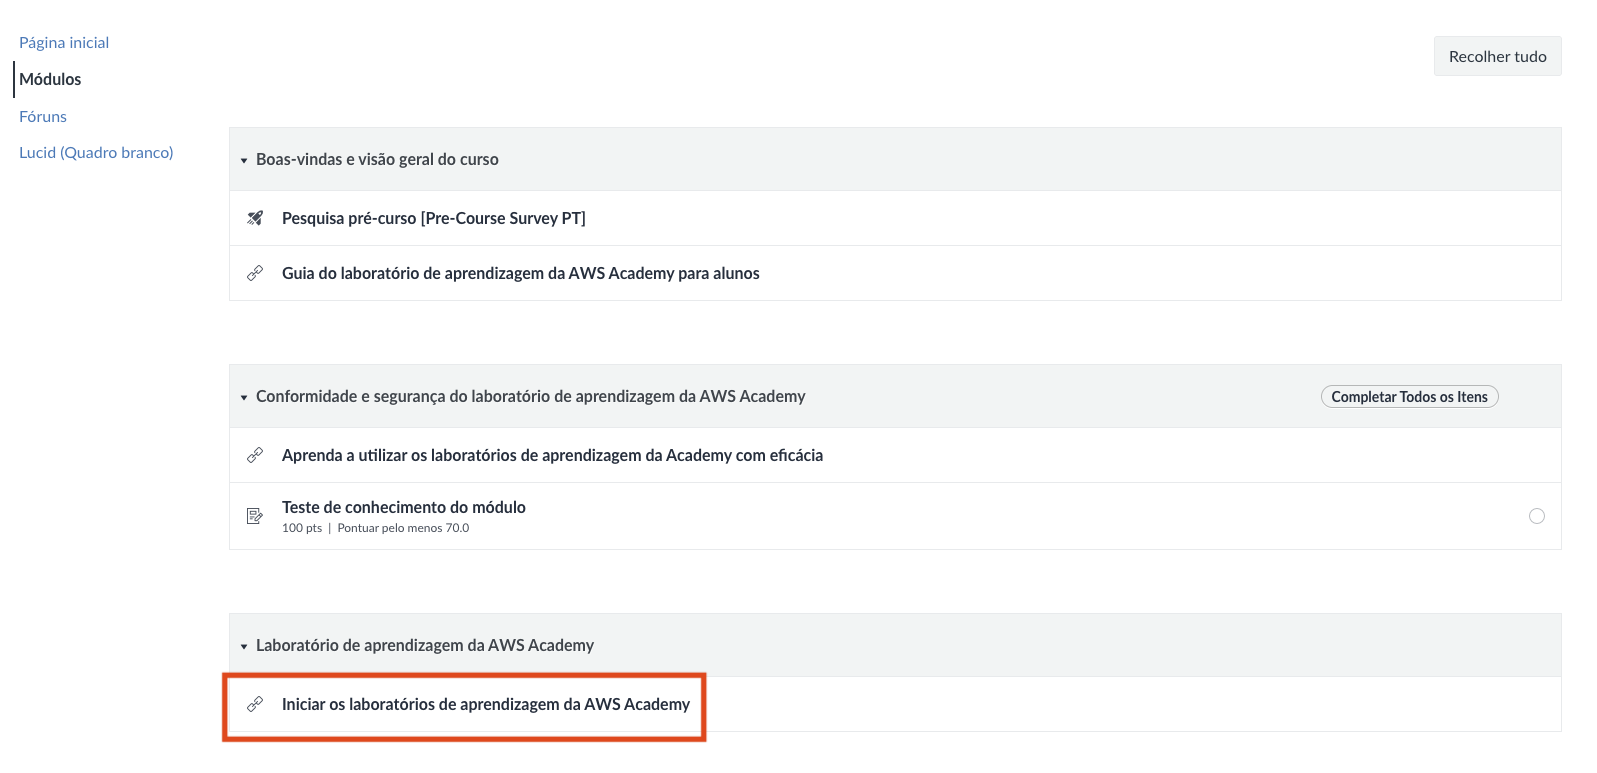 Página inicial
Módulos
Fóruns
Lucid (Quadro branco)
Recolher tudo
Boas-vindas e visão geral do curso
Pesquisa pré-curso [Pre-Course Survey PT]
Guia do laboratório de aprendizagem da AWS Academy para alunos
Conformidade e segurança do laboratório de aprendizagem da AWS Academy
Completar Todos os Itens
Aprenda a utilizar os laboratórios de aprendizagem da Academy com eficácia
Teste de conhecimento do módulo
100 pts | Pontuar pelo menos 70.0
Laboratório de aprendizagem da AWS Academy
Iniciar os laboratórios de aprendizagem da AWS Academy